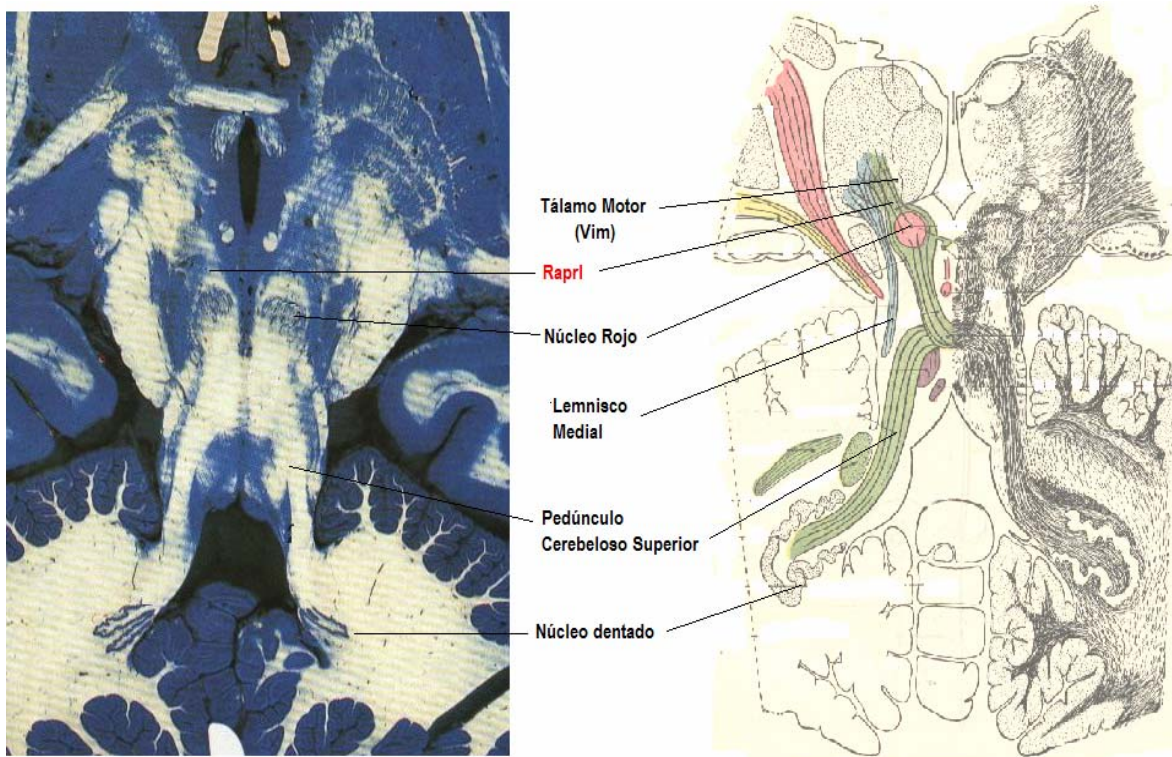 Tálamo Motor
(Vim)
Raprl
Núcleo Rojo
Lemnisco
Medial
Pedúnculo
Cerebeloso Superior
Núcleo dentado